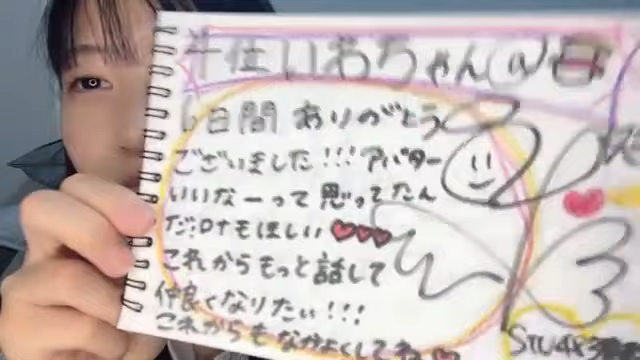 いおちゃん
6日間 ありがとう
ございました!!! アバター
いいなーって思ってたん
だ:ロナもほしい♥♥♥
これからもっと話して
仲良くなりたい!!!
これからもなかよくしてね